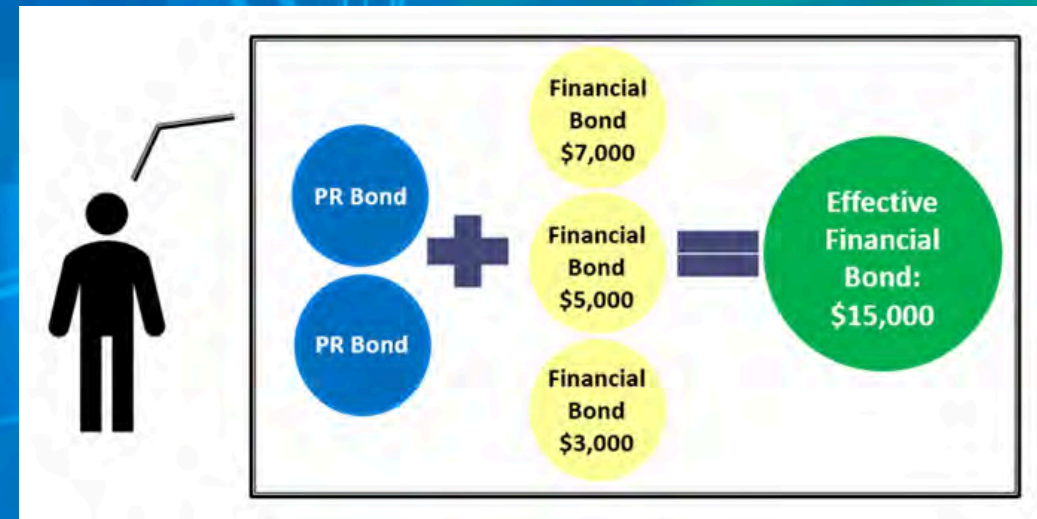 PR Bond
PR Bond
Financial
Bond
$7,000
Financial
Bond
$5,000
Financial
Bond
$3,000
Effective
Financial
Bond:
$15,000